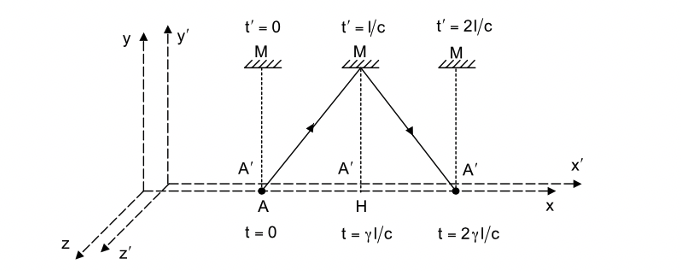 t′ = 0 t′ = l/c t′ = 2l/c
y y′ M M M
A′ A′ A′ x′
A H x
t = 0 t = γl/c t = 2γl/c
z z′